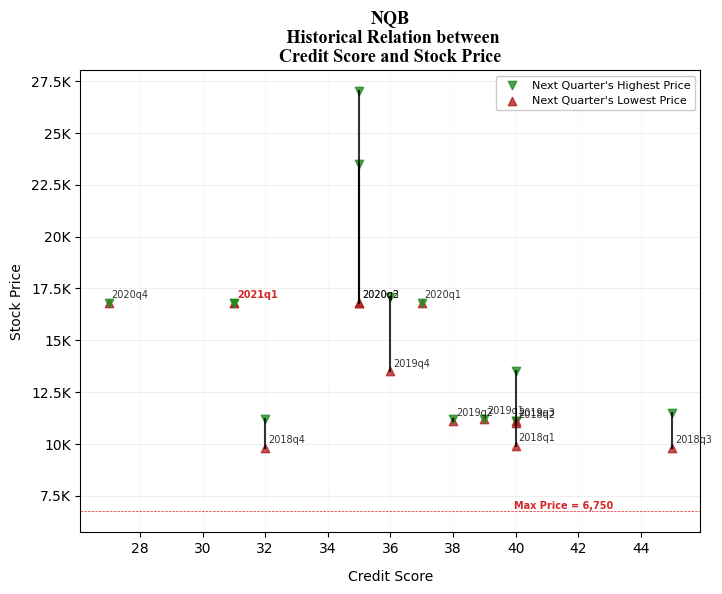 NQB
Historical Relation between
Credit Score and Stock Price
27.5K
25K
22.5K
20K
17.5K
15K
12.5K
10K
7.5K
Stock Price
Next Quarter's Highest Price
Next Quarter's Lowest Price
2020q4
2021q1
2020q1
2019q4
2019q2
2019q1
2018q2
2018q1
2018q4
2018q3
Max Price = 6,750
28
30
32
34
36
38
40
42
44
Credit Score